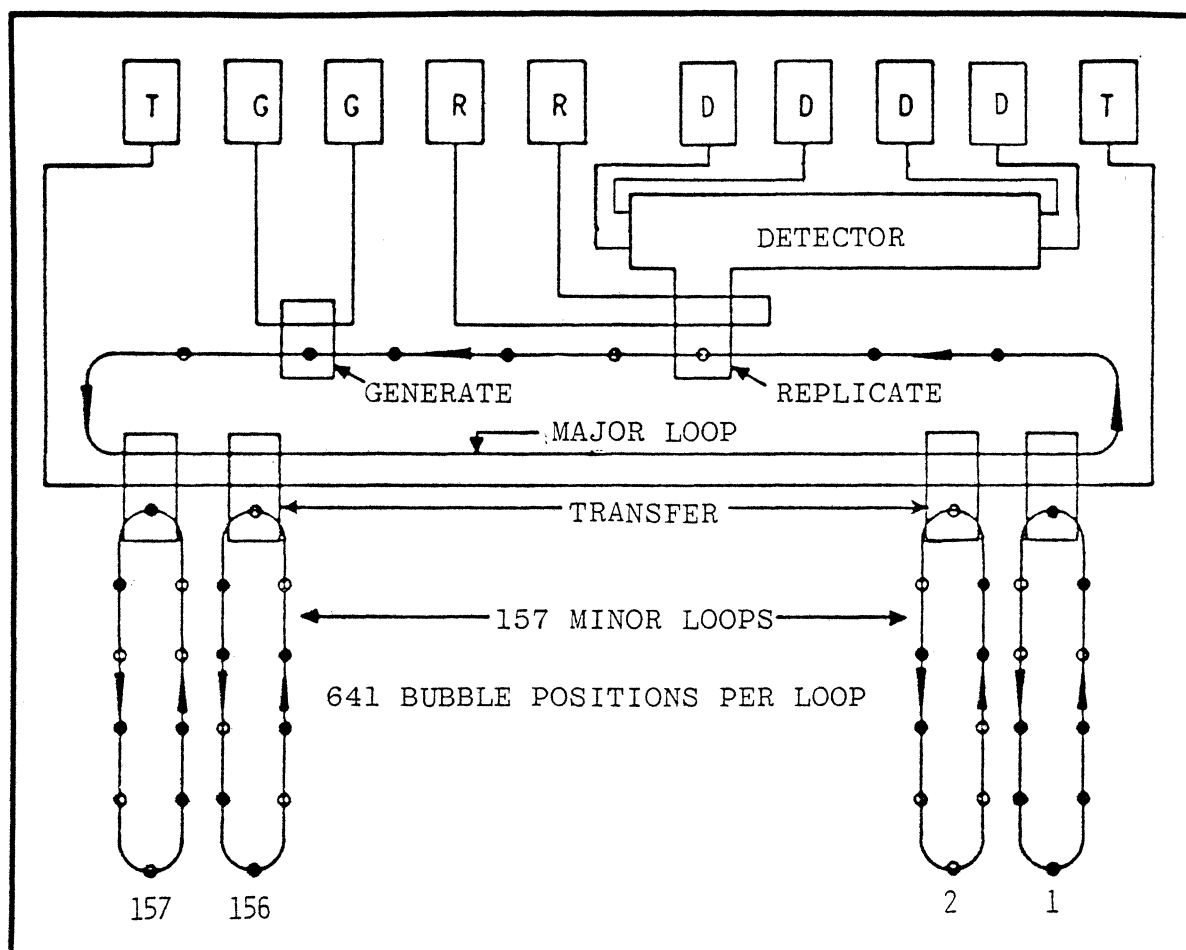 T G G R R D D D D T
DETECTOR
GENERATE
REPLICATE
MAJOR LOOP
TRANSFER
157 MINOR LOOPS
641 BUBBLE POSITIONS PER LOOP
157 156 2 1